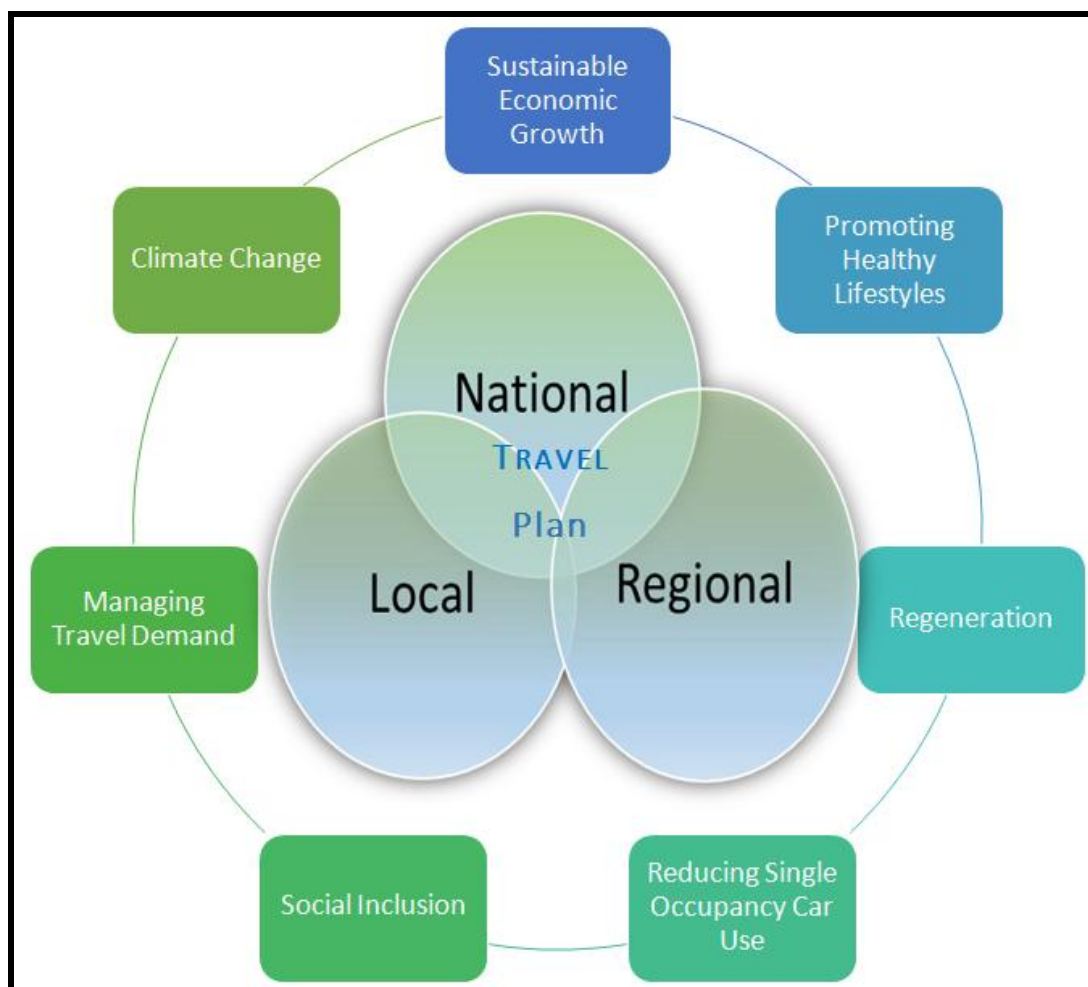 Sustainable
Economic
Growth
Promoting
Healthy
Lifestyles
Climate Change
National
TRAVEL
Plan
Local
Regional
Managing
Travel Demand
Regeneration
Social Inclusion
Reducing Single
Occupancy Car
Use